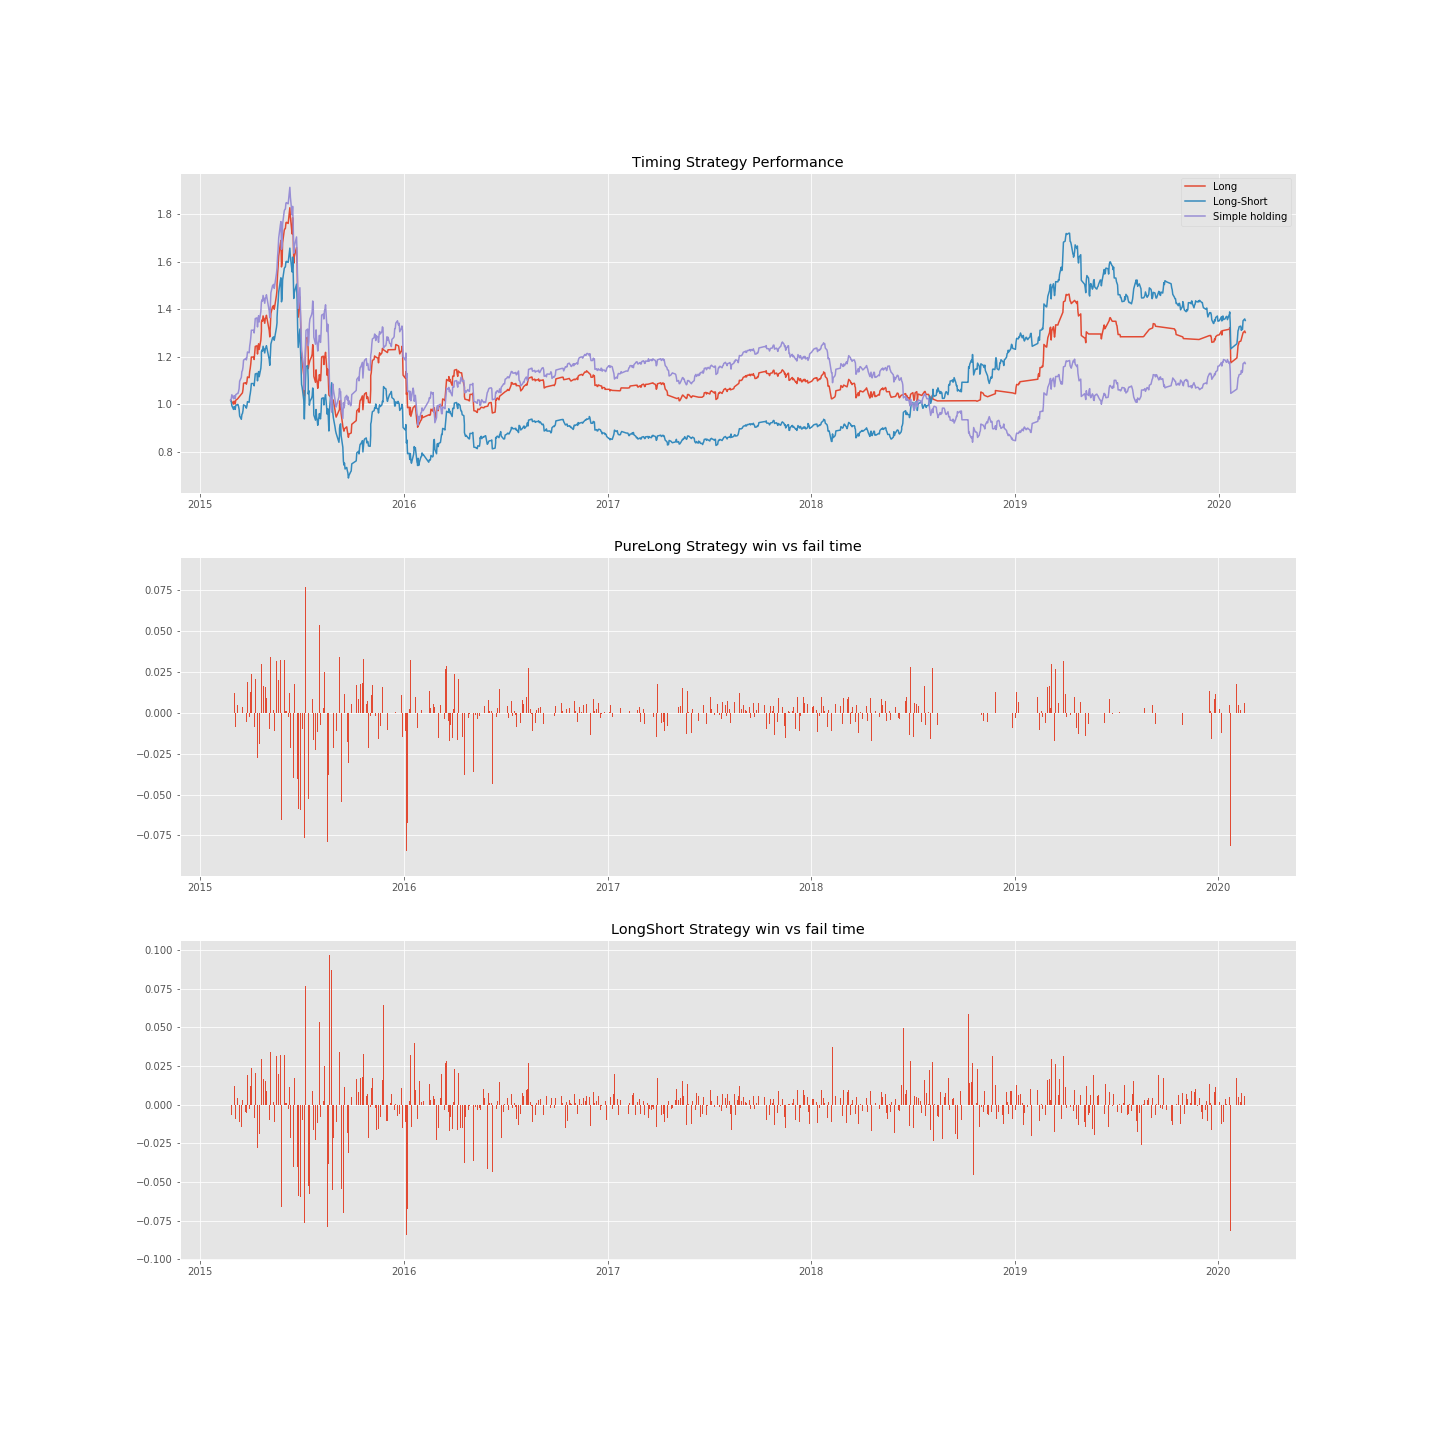 Timing Strategy Performance
Long
Long-Short
Simple holding
1.8
1.6
1.4
1.2
1.0
0.8
2015 2016 2017 2018 2019 2020
PureLong Strategy win vs fail time
0.075
0.050
0.025
0.000
−0.025
−0.050
−0.075
2015 2016 2017 2018 2019 2020
LongShort Strategy win vs fail time
0.100
0.075
0.050
0.025
0.000
−0.025
−0.050
−0.075
−0.100
2015 2016 2017 2018 2019 2020